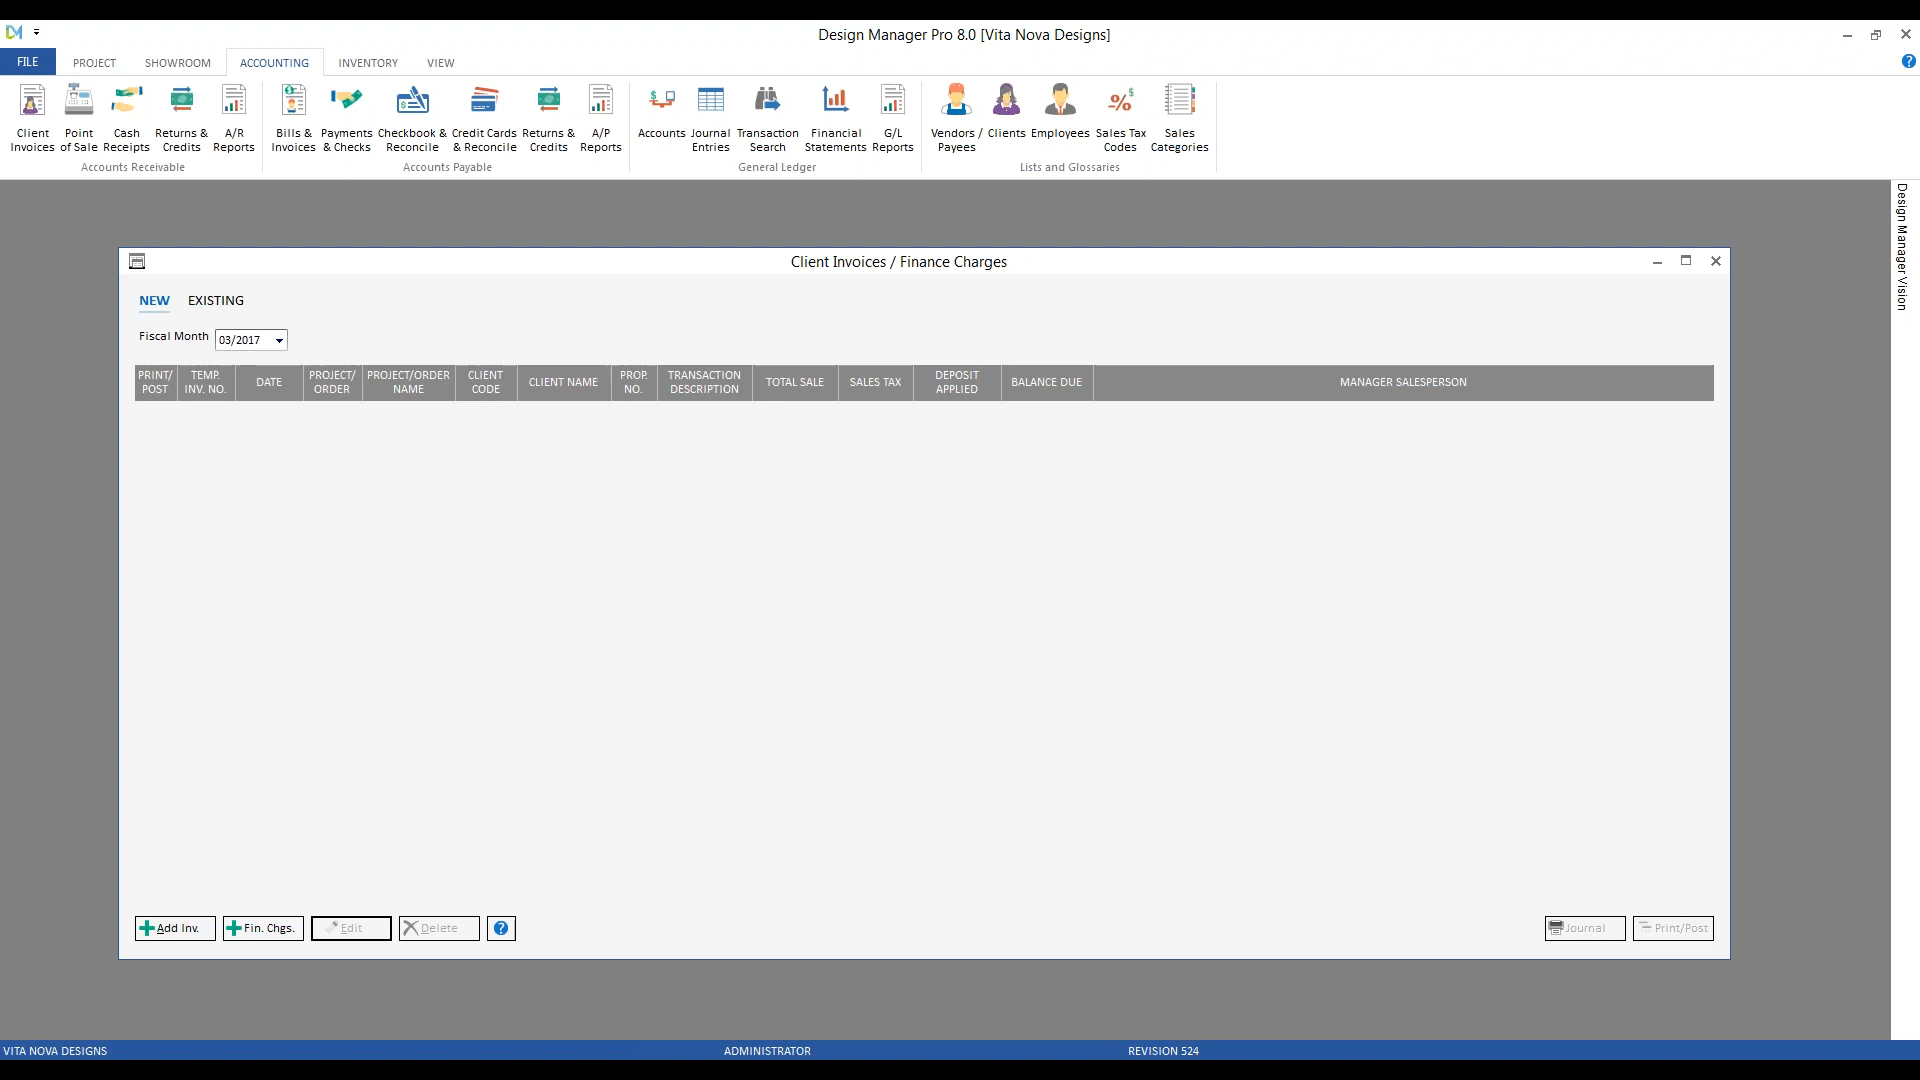 Design Manager Pro 8.0 [Vita Nova Designs]
FILE PROJECT SHOWROOM ACCOUNTING INVENTORY VIEW
Client Invoices
Point of Sale
Cash Receipts
Returns & Credits
A/R Reports
Accounts Receivable
Bills & Invoices
Payments & Checks
Checkbook & Reconcile
Credit Cards & Reconcile
Returns & Credits
A/P Reports
Accounts Payable
Accounts
Journal Entries
Transaction Search
Financial Statements
G/L Reports
General Ledger
Vendors / Payees
Clients
Employees
Sales Tax Codes
Sales Categories
Lists and Glossaries
Design Manager Vision
Client Invoices / Finance Charges
NEW EXISTING
Fiscal Month 03/2017
PRINT/ POST
TEMP. INV. NO.
DATE
PROJECT/ ORDER
PROJECT/ORDER NAME
CLIENT CODE
CLIENT NAME
PROP. NO.
TRANSACTION DESCRIPTION
TOTAL SALE
SALES TAX
DEPOSIT APPLIED
BALANCE DUE
MANAGER SALESPERSON
Add Inv. Fin. Chgs. Edit Delete ? Journal Print/Post
VITA NOVA DESIGNS ADMINISTRATOR REVISION 524